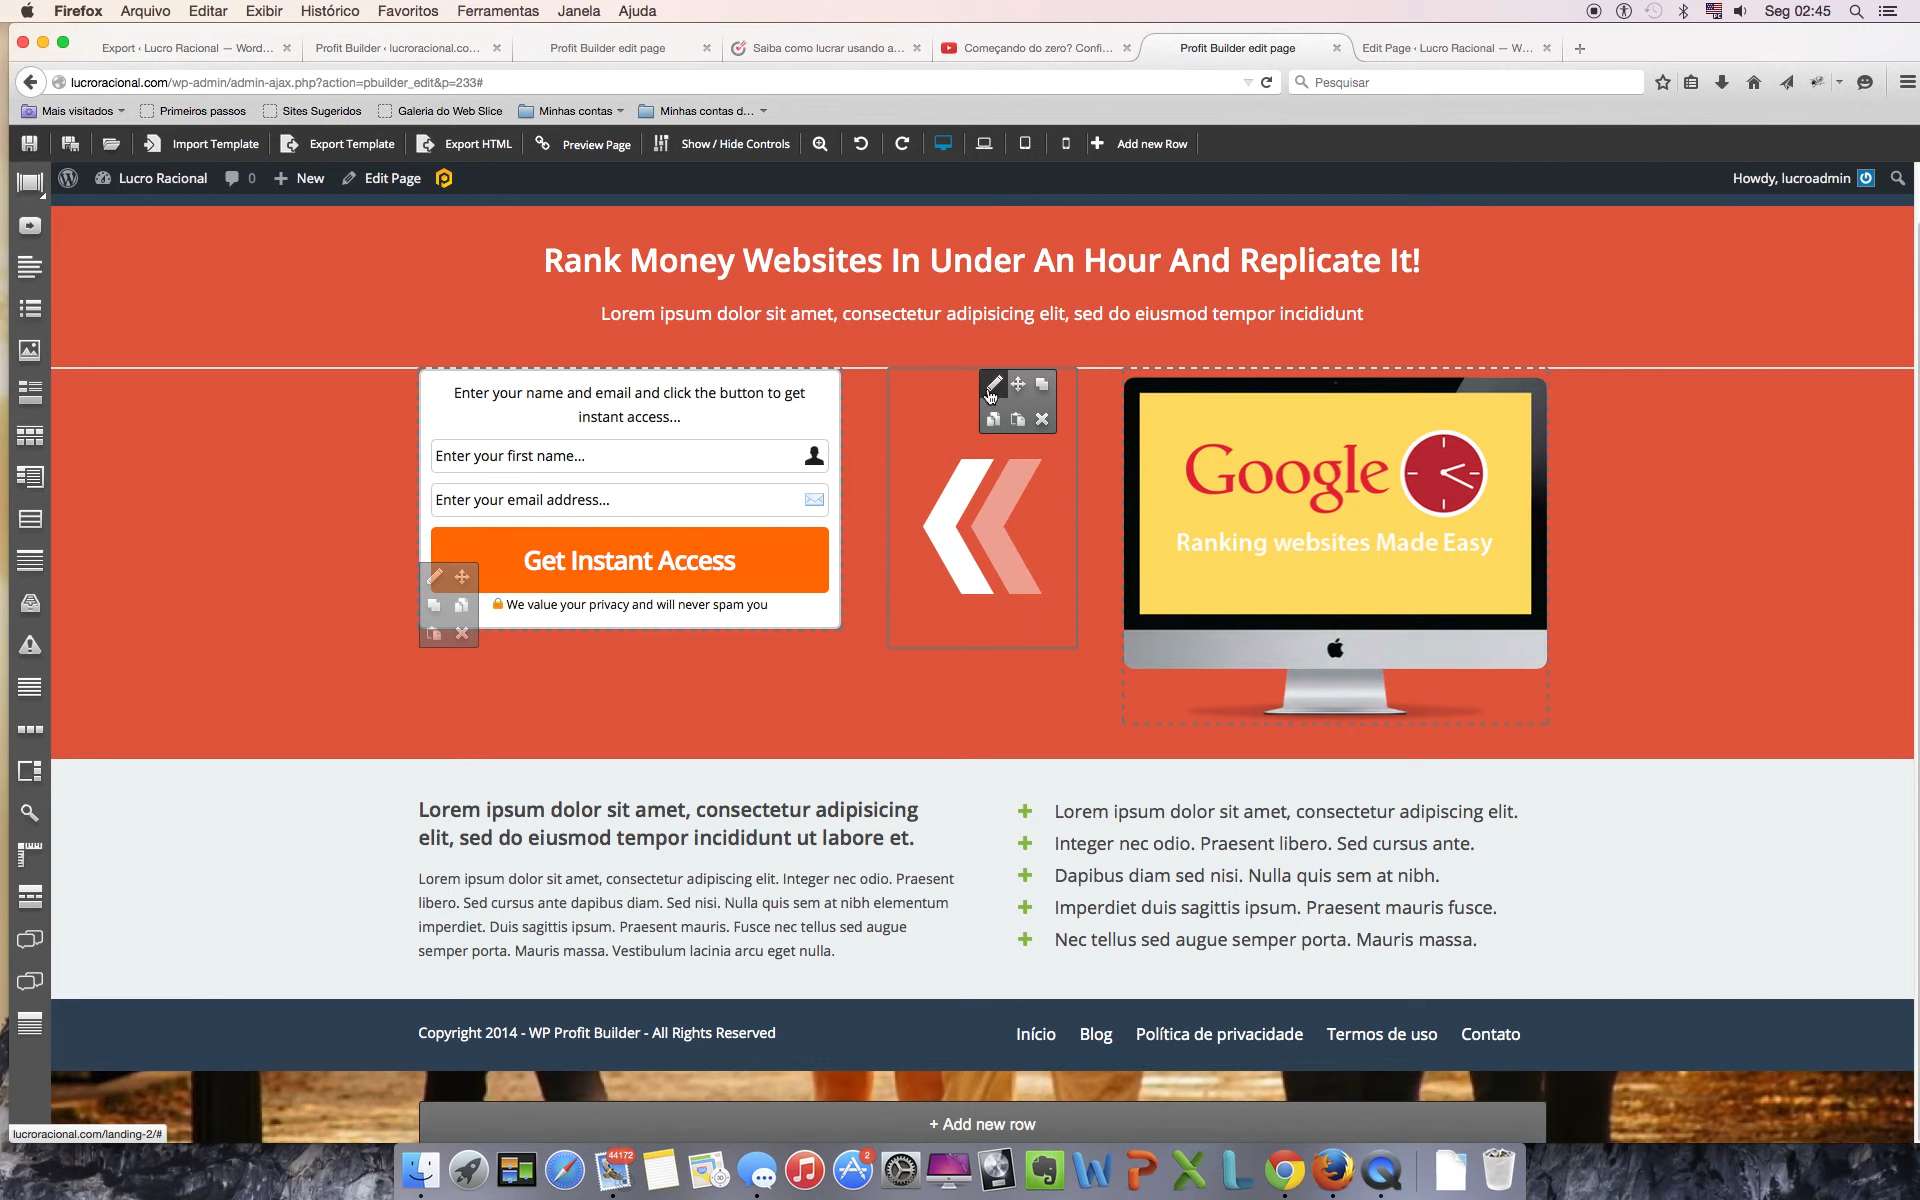 Firefox Arquivo Editar Exibir Histórico Favoritos Ferramentas Janela Ajuda Seg 02:45
Export ‹ Lucro Racional — Word...
Profit Builder ‹ lucroracional.co...
Profit Builder edit page
Saiba como lucrar usando a...
Começando do zero? Confi...
Profit Builder edit page
Edit Page ‹ Lucro Racional — W...
lucroracional.com/wp-admin/admin-ajax.php?action=pbuilder_edit&p=233#
Pesquisar
Mais visitados Primeiros passos Sites Sugeridos Galeria do Web Slice Minhas contas Minhas contas d...
Import Template Export Template Export HTML Preview Page Show / Hide Controls Add new Row
Lucro Racional 0 New Edit Page Howdy, lucroadmin
Rank Money Websites In Under An Hour And Replicate It!
Lorem ipsum dolor sit amet, consectetur adipisicing elit, sed do eiusmod tempor incididunt
Enter your name and email and click the button to get
instant access...
Enter your first name...
Enter your email address...
Get Instant Access
We value your privacy and will never spam you
Google
Ranking websites Made Easy
Lorem ipsum dolor sit amet, consectetur adipisicing
elit, sed do eiusmod tempor incididunt ut labore et.
Lorem ipsum dolor sit amet, consectetur adipiscing elit. Integer nec odio. Praesent
libero. Sed cursus ante dapibus diam. Sed nisi. Nulla quis sem at nibh elementum
imperdiet. Duis sagittis ipsum. Praesent mauris. Fusce nec tellus sed augue
semper porta. Mauris massa. Vestibulum lacinia arcu eget nulla.
Lorem ipsum dolor sit amet, consectetur adipiscing elit.
Integer nec odio. Praesent libero. Sed cursus ante.
Dapibus diam sed nisi. Nulla quis sem at nibh.
Imperdiet duis sagittis ipsum. Praesent mauris fusce.
Nec tellus sed augue semper porta. Mauris massa.
Copyright 2014 - WP Profit Builder - All Rights Reserved
Início Blog Política de privacidade Termos de uso Contato
+ Add new row
lucroracional.com/landing-2/#
44172
2